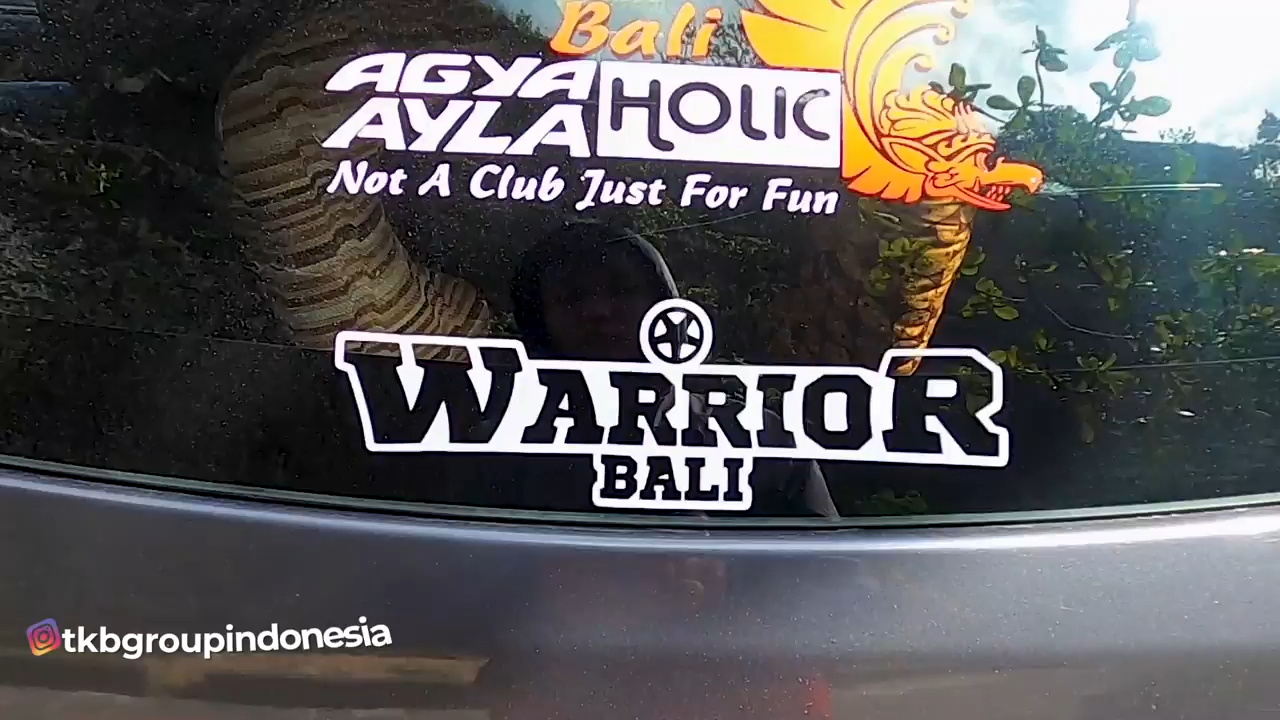 Bali
AGYA
AYLA HOLIC
Not A Club Just For Fun
WARRIOR
BALI
tkbgroupindonesia